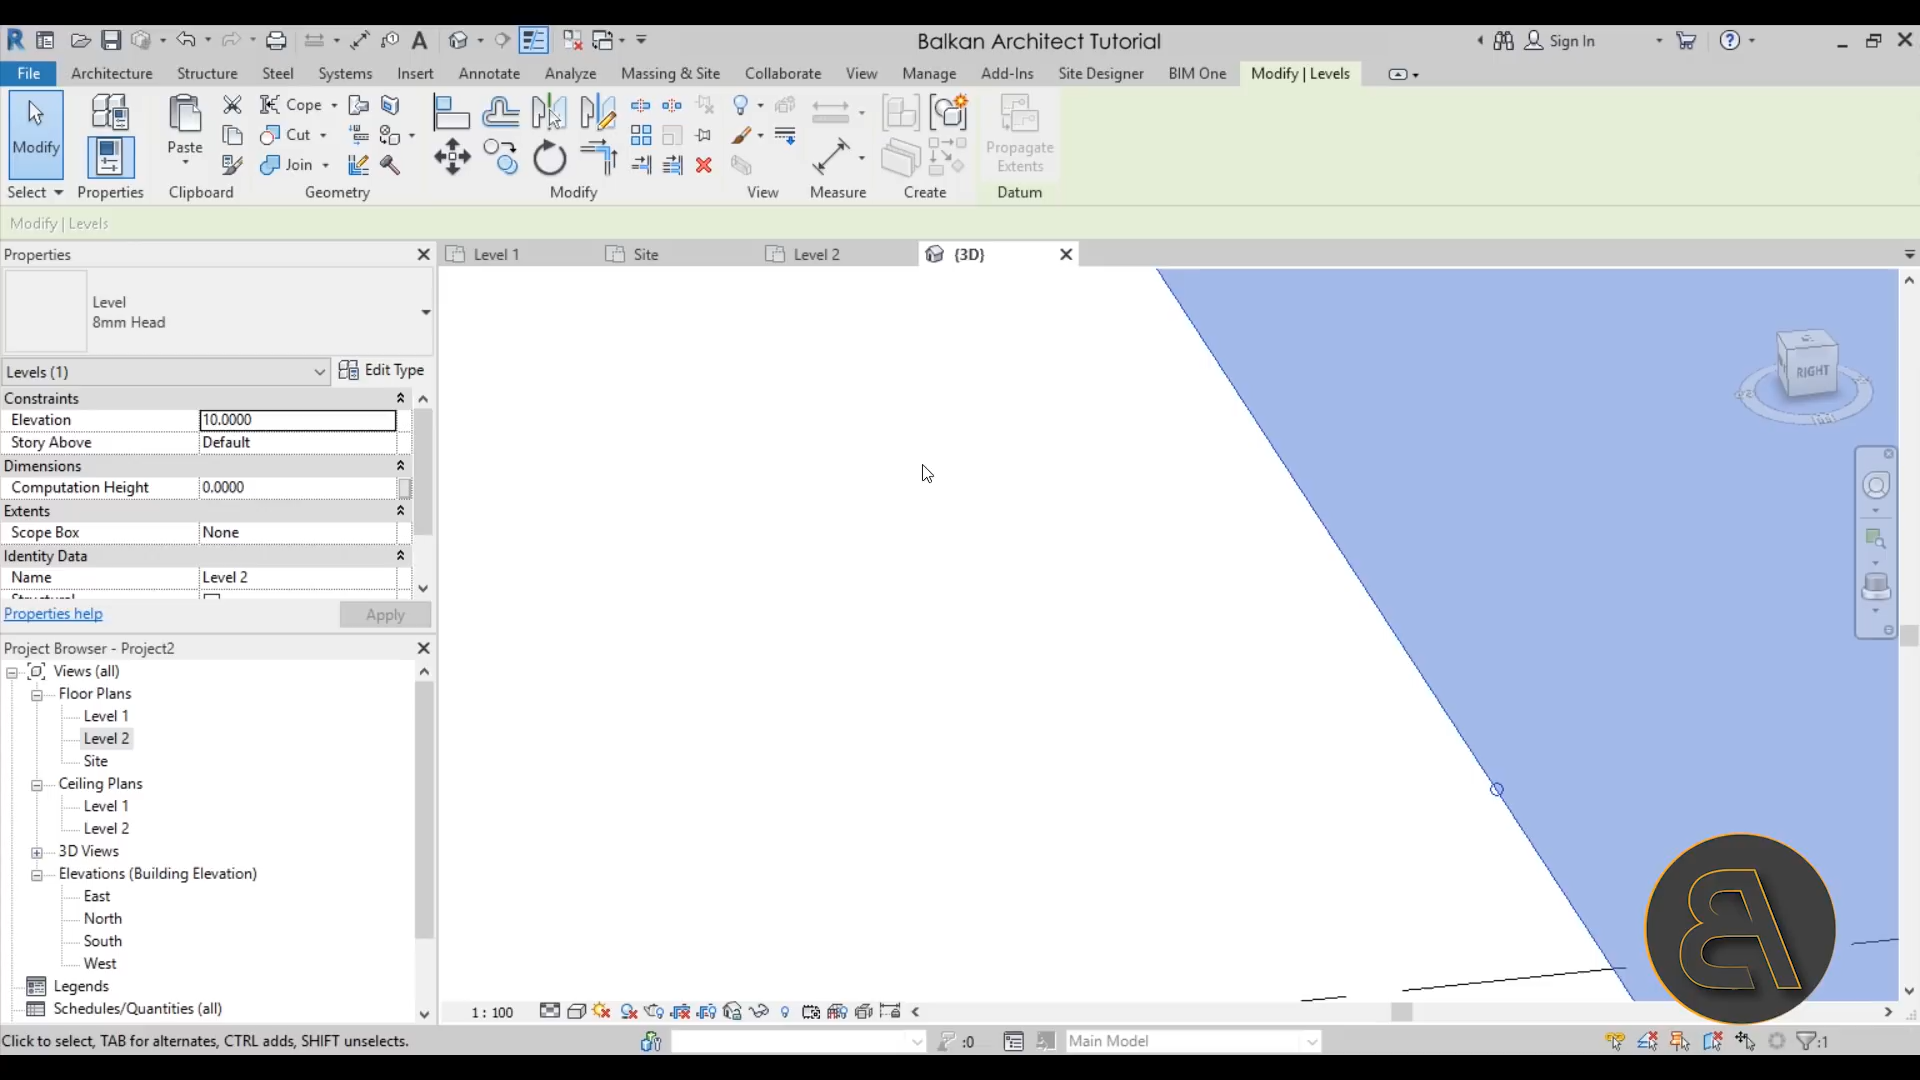 Balkan Architect Tutorial
Sign In
File Architecture Structure Steel Systems Insert Annotate Analyze Massing & Site Collaborate View Manage Add-Ins Site Designer BIM One Modify | Levels
Cope
Cut
Join
Modify
Paste
Propagate
Extents
Select Properties Clipboard Geometry Modify View Measure Create Datum
Modify | Levels
Properties
Level 1
Site
Level 2
{3D}
Level
8mm Head
Levels (1)
Edit Type
Constraints
Elevation 10.0000
Story Above Default
Dimensions
Computation Height 0.0000
Extents
Scope Box None
Identity Data
Name Level 2
Structural
Properties help
Apply
RIGHT
Project Browser - Project2
Views (all)
Floor Plans
Level 1
Level 2
Site
Ceiling Plans
Level 1
Level 2
3D Views
Elevations (Building Elevation)
East
North
South
West
Legends
Schedules/Quantities (all)
1 : 100
Click to select, TAB for alternates, CTRL adds, SHIFT unselects.
:0
Main Model
:1